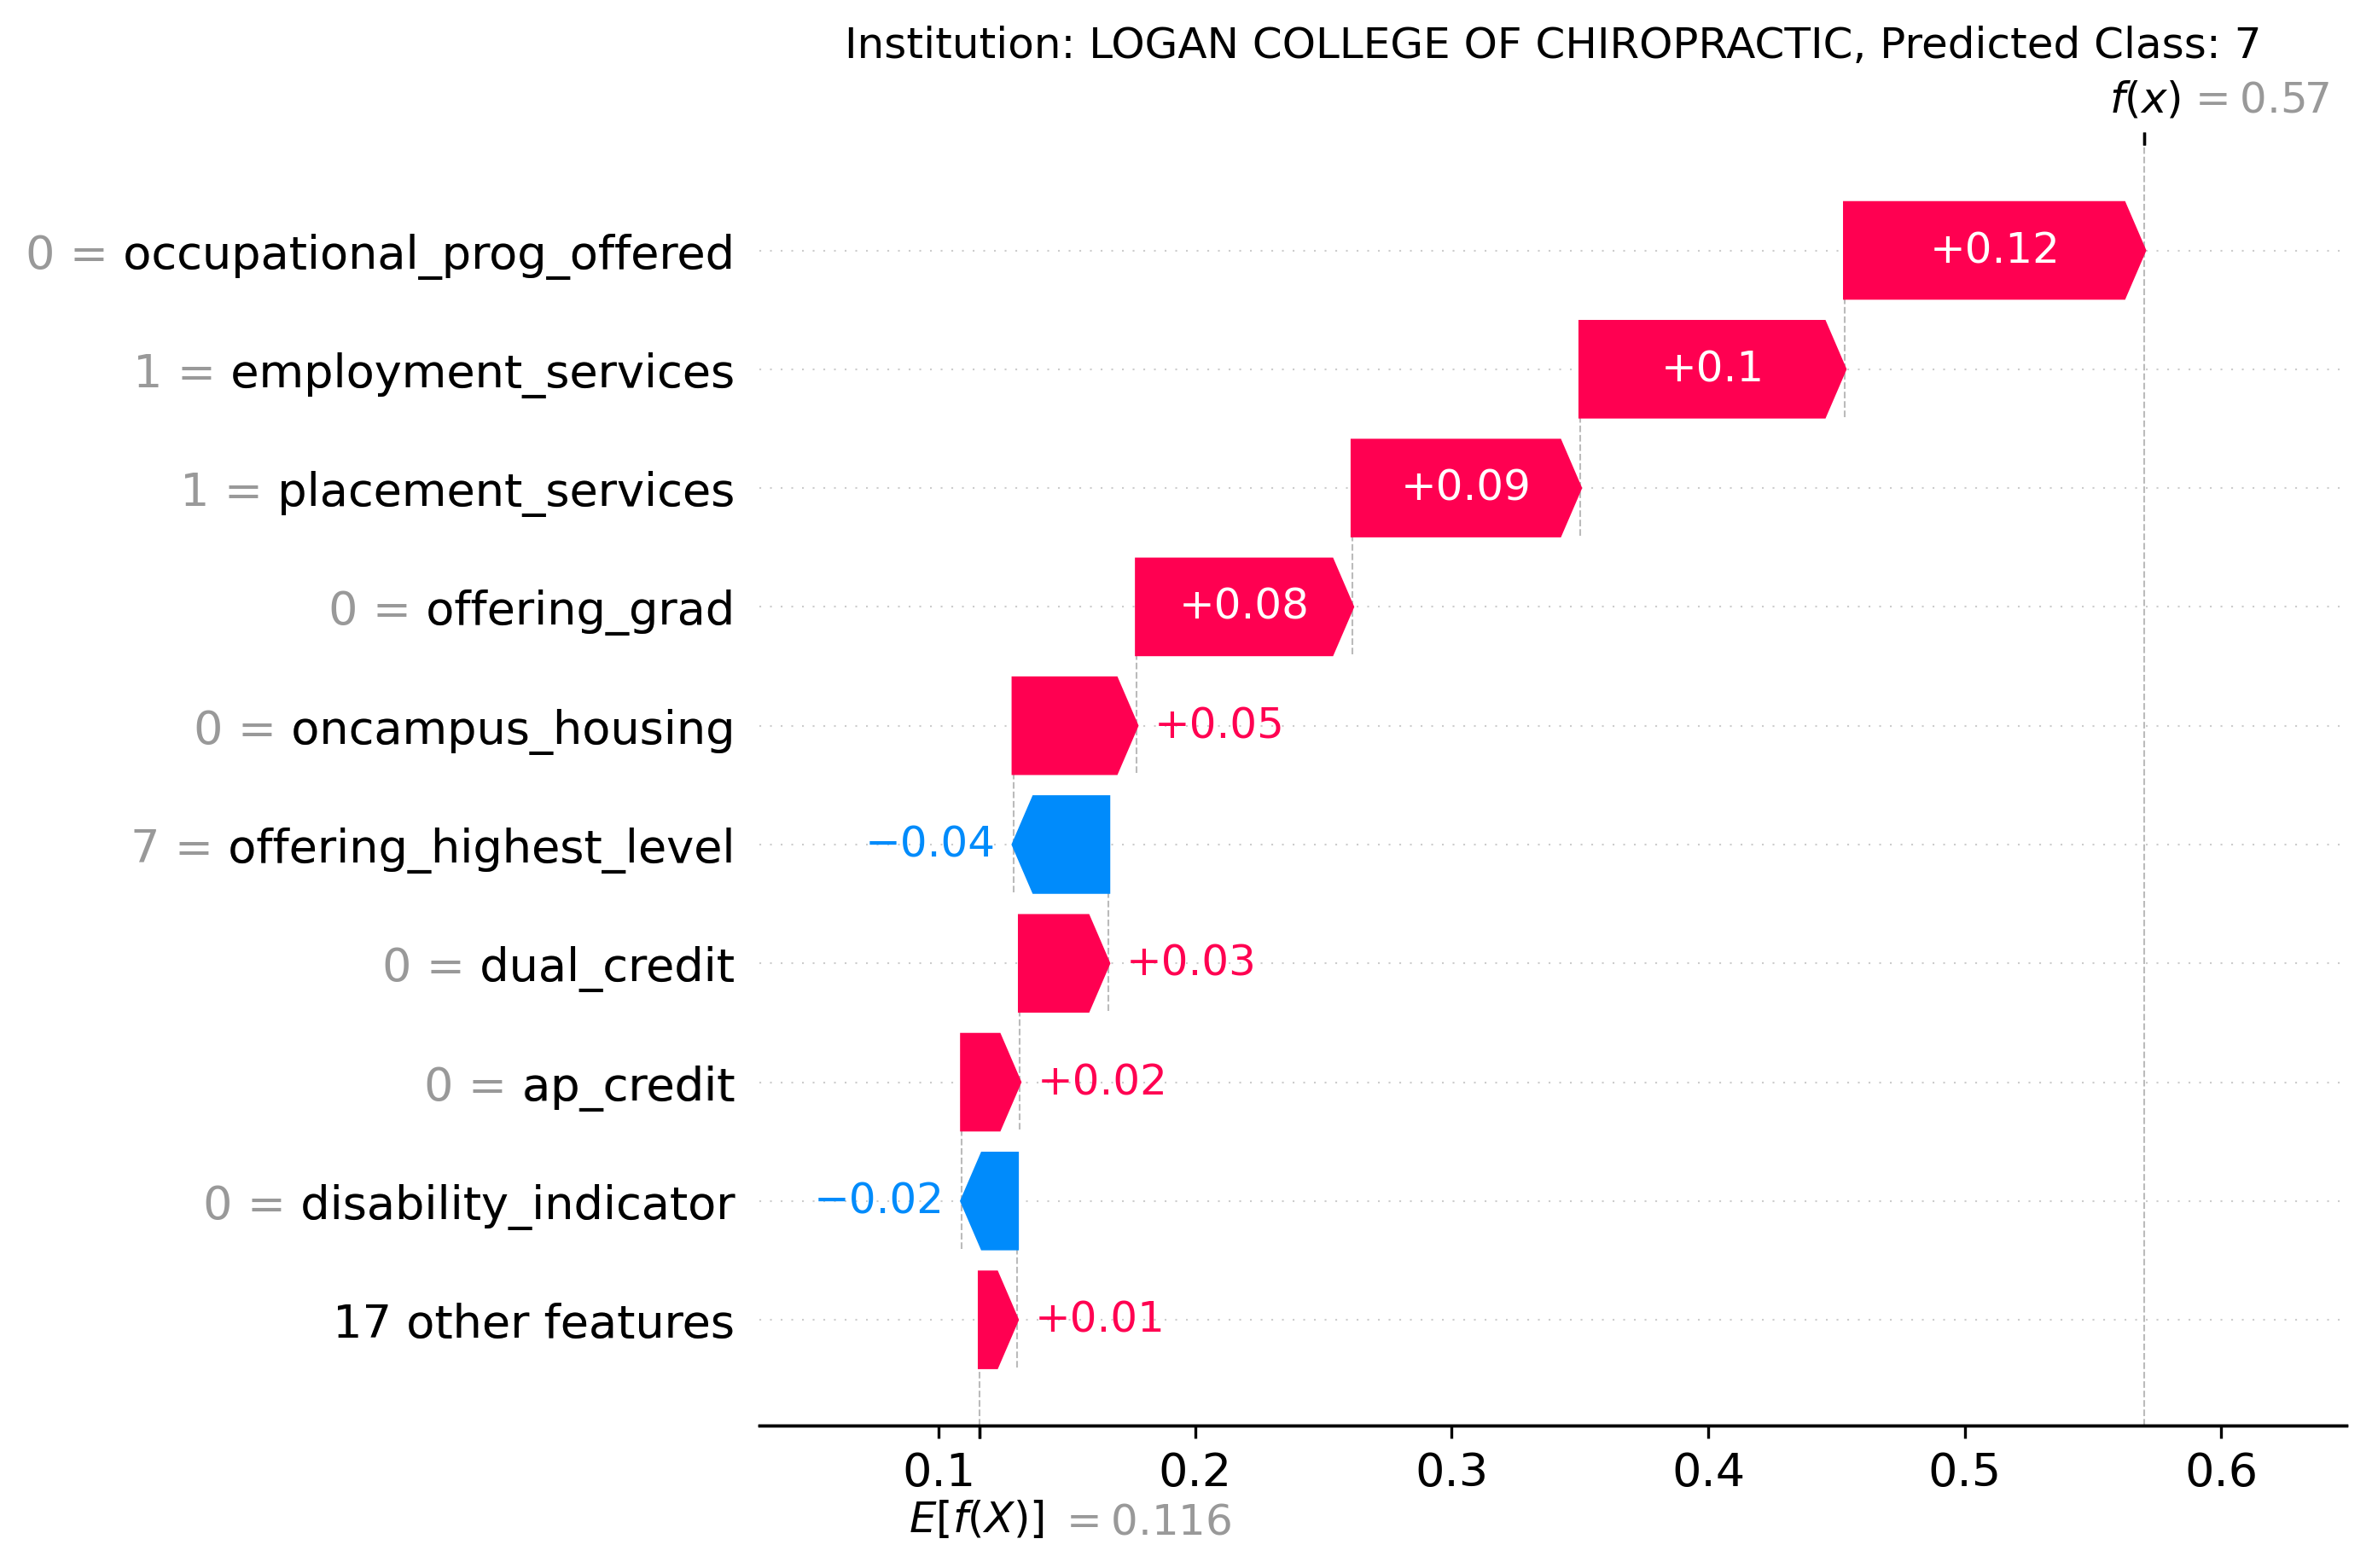 Institution: LOGAN COLLEGE OF CHIROPRACTIC, Predicted Class: 7
f(x) = 0.57
0 = occupational_prog_offered +0.12
1 = employment_services +0.1
1 = placement_services +0.09
0 = offering_grad +0.08
0 = oncampus_housing +0.05
7 = offering_highest_level −0.04
0 = dual_credit +0.03
0 = ap_credit +0.02
0 = disability_indicator −0.02
17 other features +0.01
0.1 0.2 0.3 0.4 0.5 0.6
E[f(X)] = 0.116